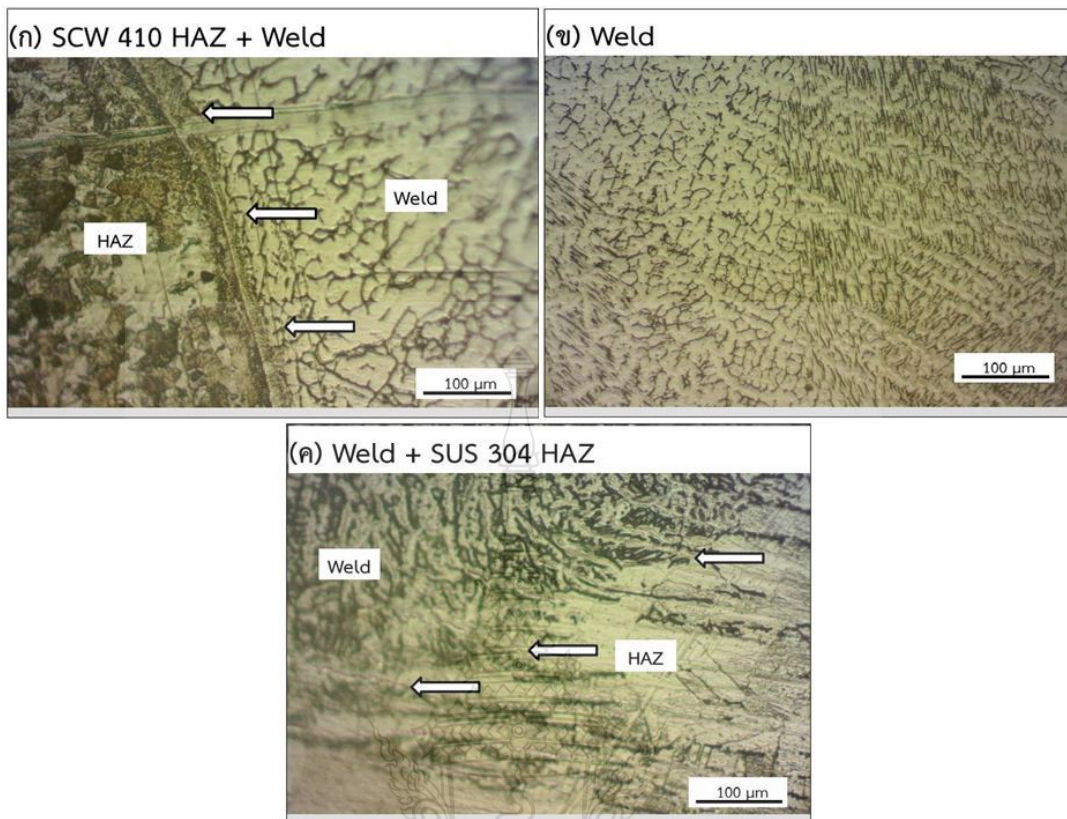 (ก) SCW 410 HAZ + Weld
HAZ
Weld
100 µm
(ข) Weld
100 µm
(ค) Weld + SUS 304 HAZ
Weld
HAZ
100 µm